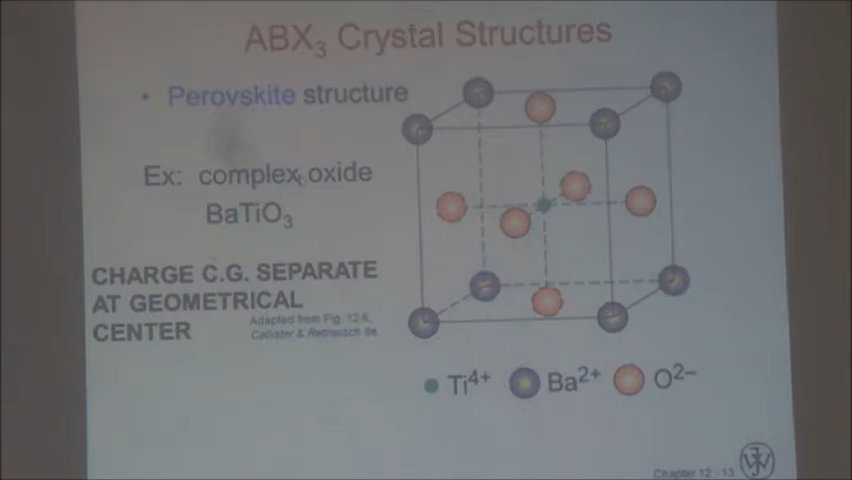 ABX₃ Crystal Structures
• Perovskite structure
Ex: complex oxide
BaTiO₃
CHARGE C.G. SEPARATE
AT GEOMETRICAL
CENTER
Adapted from Fig. 12.6,
Callister & Rethwisch 8e.
Ti⁴⁺ Ba²⁺ O²⁻
Chapter 12 - 13